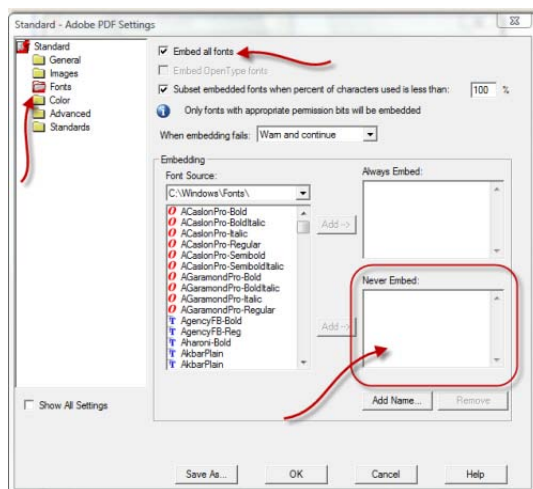 Standard - Adobe PDF Settings
Standard
General
Images
Fonts
Color
Advanced
Standards
Show All Settings
Embed all fonts
Embed OpenType fonts
Subset embedded fonts when percent of characters used is less than: 100 %
Only fonts with appropriate permission bits will be embedded
When embedding fails: Warn and continue
Embedding
Font Source:
C:\Windows\Fonts\
ACaslonPro-Bold
ACaslonPro-BoldItalic
ACaslonPro-Italic
ACaslonPro-Regular
ACaslonPro-Semibold
ACaslonPro-SemiboldItalic
AGaramondPro-Bold
AGaramondPro-BoldItalic
AGaramondPro-Italic
AGaramondPro-Regular
AgencyFB-Bold
AgencyFB-Reg
Aharoni-Bold
AkbarPlain
AkbarPlain
Add ->
Add ->
Always Embed:
Never Embed:
Add Name...
Remove
Save As...
OK
Cancel
Help